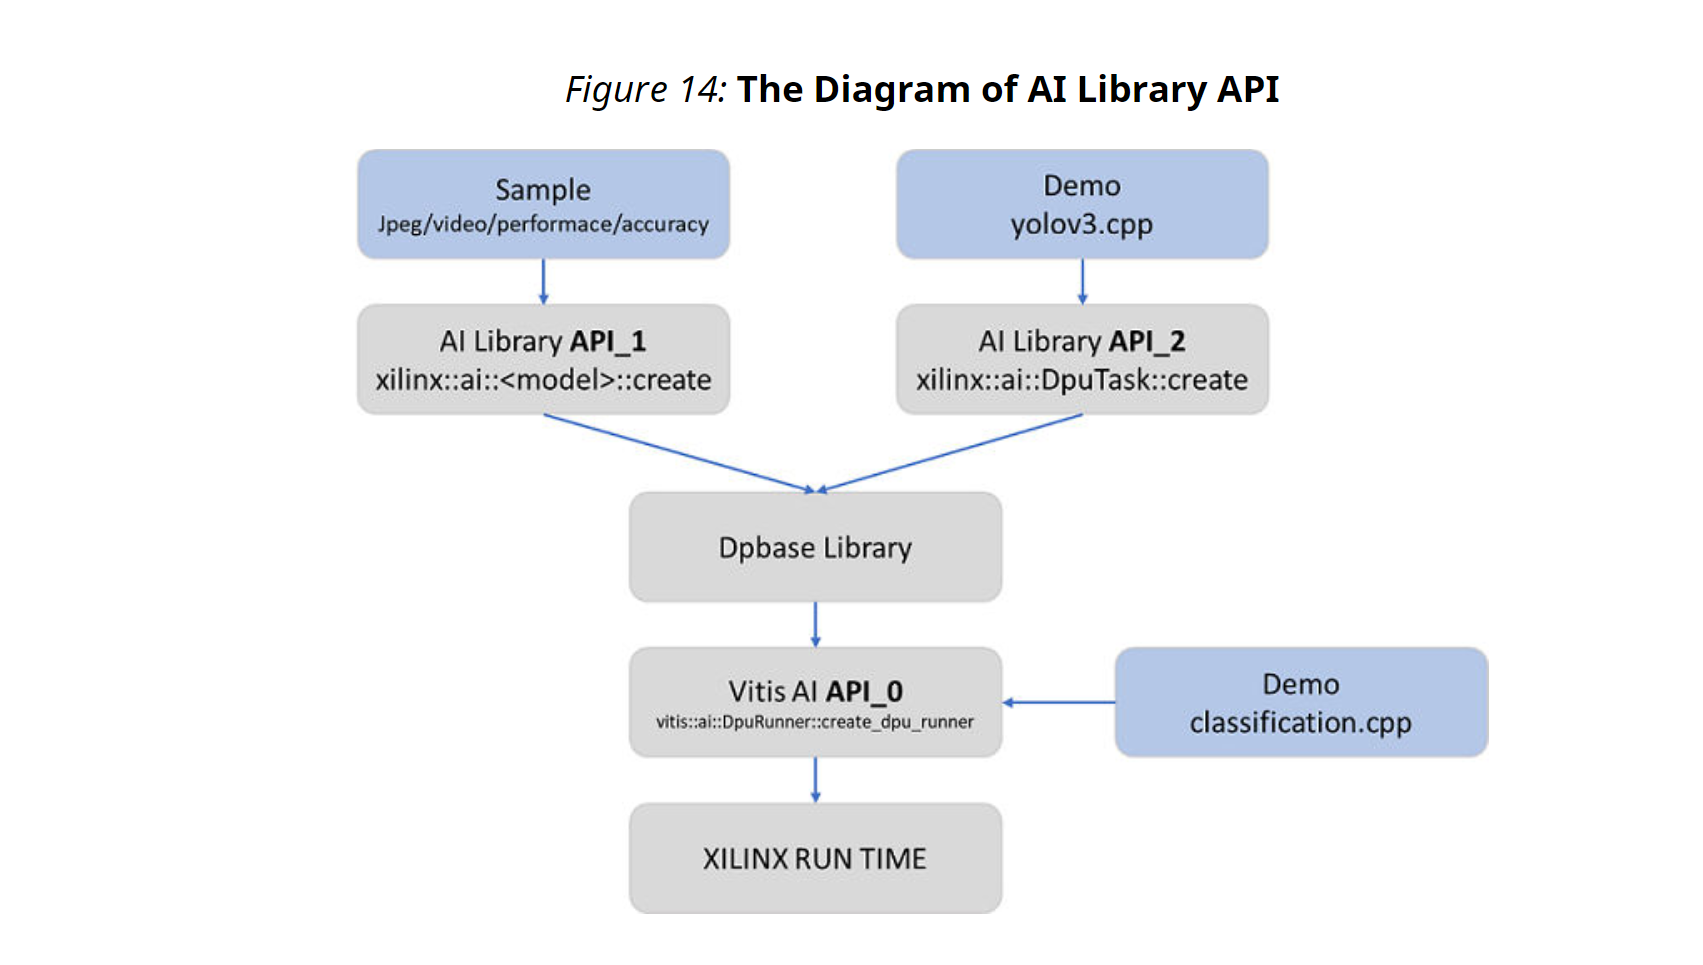 Figure 14: The Diagram of AI Library API
Sample
Jpeg/video/performace/accuracy
Demo
yolov3.cpp
AI Library API_1
xilinx::ai::<model>::create
AI Library API_2
xilinx::ai::DpuTask::create
Dpbase Library
Vitis AI API_0
vitis::ai::DpuRunner::create_dpu_runner
Demo
classification.cpp
XILINX RUN TIME